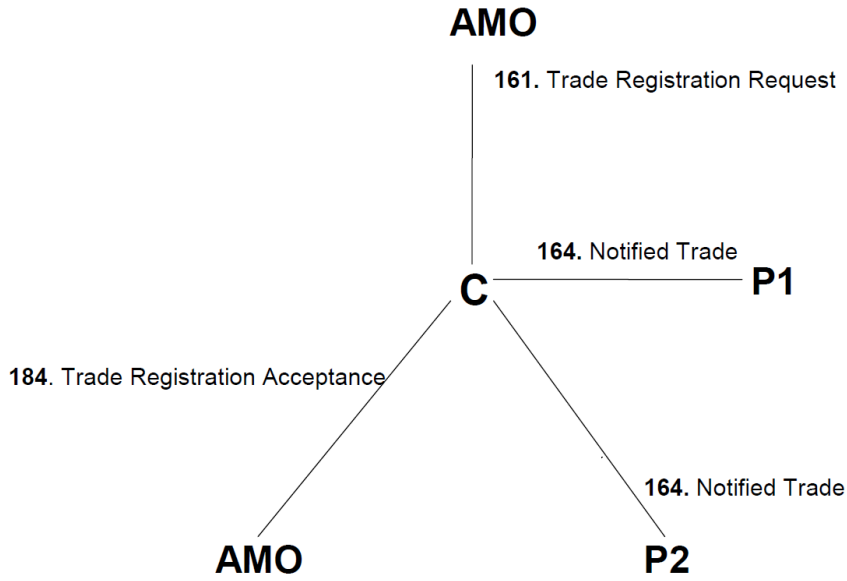 AMO
161. Trade Registration Request
164. Notified Trade
C
P1
184. Trade Registration Acceptance
164. Notified Trade
AMO
P2